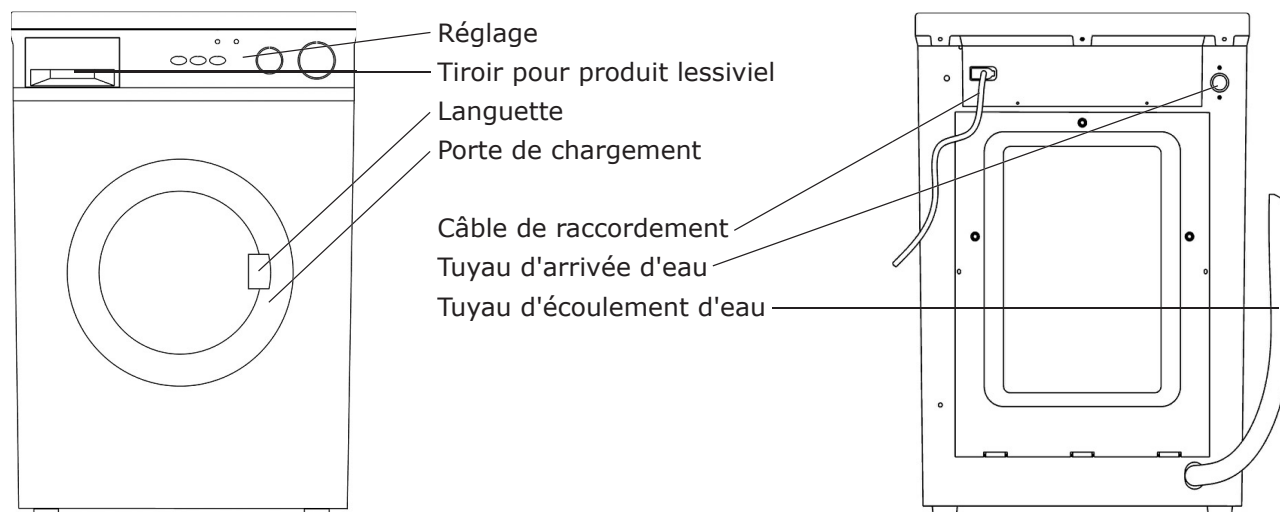 Réglage
Tiroir pour produit lessiviel
Languette
Porte de chargement
Câble de raccordement
Tuyau d'arrivée d'eau
Tuyau d'écoulement d'eau